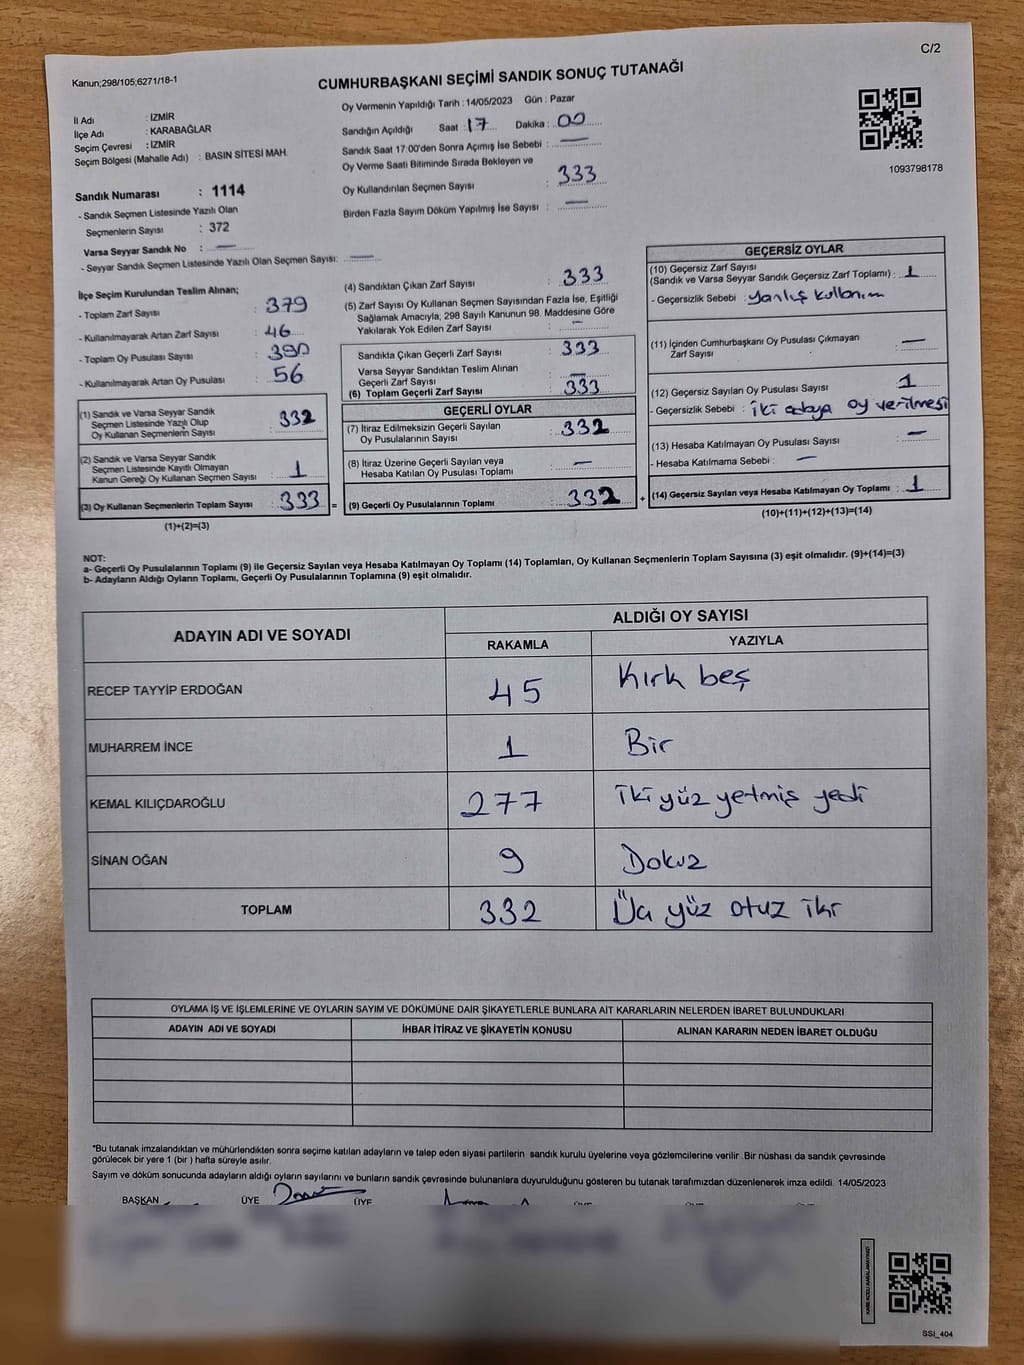 C/2
Kanun;298/105;6271/18-1
CUMHURBAŞKANI SEÇİMİ SANDIK SONUÇ TUTANAĞI
İl Adı : İZMİR
İlçe Adı : KARABAĞLAR
Seçim Çevresi : İZMİR
Seçim Bölgesi (Mahalle Adı) : BASIN SİTESİ MAH.
Sandık Numarası : 1114
- Sandık Seçmen Listesinde Yazılı Olan
Seçmenlerin Sayısı : 372
Varsa Seyyar Sandık No : —
- Seyyar Sandık Seçmen Listesinde Yazılı Olan Seçmen Sayısı: —
Oy Vermenin Yapıldığı Tarih : 14/05/2023 Gün : Pazar
Sandığın Açıldığı Saat : 17 Dakika : 00
Sandık Saat 17:00'den Sonra Açımış İse Sebebi : —
Oy Verme Saati Bitiminde Sırada Bekleyen ve
Oy Kullandırılan Seçmen Sayısı : 333
Birden Fazla Sayım Döküm Yapılmış İse Sayısı : —
1093798178
İlçe Seçim Kurulundan Teslim Alınan;
- Toplam Zarf Sayısı : 379
- Kullanılmayarak Artan Zarf Sayısı : 46
- Toplam Oy Pusulası Sayısı : 390
- Kullanılmayarak Artan Oy Pusulası : 56
(1) Sandık ve Varsa Seyyar Sandık
Seçmen Listesinde Yazılı Olup
Oy Kullanan Seçmenlerin Sayısı : 332
(2) Sandık ve Varsa Seyyar Sandık
Seçmen Listesinde Kayıtlı Olmayan
Kanun Gereği Oy Kullanan Seçmen Sayısı : 1
(3) Oy Kullanan Seçmenlerin Toplam Sayısı : 333 =
(1)+(2)=(3)
(4) Sandıktan Çıkan Zarf Sayısı : 333
(5) Zarf Sayısı Oy Kullanan Seçmen Sayısından Fazla İse, Eşitliği
Sağlamak Amacıyla; 298 Sayılı Kanunun 98. Maddesine Göre
Yakılarak Yok Edilen Zarf Sayısı : —
Sandıkta Çıkan Geçerli Zarf Sayısı : 333
Varsa Seyyar Sandıktan Teslim Alınan
Geçerli Zarf Sayısı : —
(6) Toplam Geçerli Zarf Sayısı : 333
GEÇERLİ OYLAR
(7) İtiraz Edilmeksizin Geçerli Sayılan
Oy Pusulalarının Sayısı : 332
(8) İtiraz Üzerine Geçerli Sayılan veya
Hesaba Katılan Oy Pusulası Toplamı : —
(9) Geçerli Oy Pusulalarının Toplamı : 332 +
GEÇERSİZ OYLAR
(10) Geçersiz Zarf Sayısı
(Sandık ve Varsa Seyyar Sandık Geçersiz Zarf Toplamı) : 1
- Geçersizlik Sebebi : yanlış kullanım
(11) İçinden Cumhurbaşkanı Oy Pusulası Çıkmayan
Zarf Sayısı : —
(12) Geçersiz Sayılan Oy Pusulası Sayısı : 1
- Geçersizlik Sebebi : iki adaya oy verilmesi
(13) Hesaba Katılmayan Oy Pusulası Sayısı : —
- Hesaba Katılmama Sebebi : —
(14) Geçersiz Sayılan veya Hesaba Katılmayan Oy Toplamı : 1
(10)+(11)+(12)+(13)=(14)
NOT:
a- Geçerli Oy Pusulalarının Toplamı (9) ile Geçersiz Sayılan veya Hesaba Katılmayan Oy Toplamı (14) Toplamları, Oy Kullanan Seçmenlerin Toplam Sayısına (3) eşit olmalıdır. (9)+(14)=(3)
b- Adayların Aldığı Oyların Toplamı, Geçerli Oy Pusulalarının Toplamına (9) eşit olmalıdır.
ADAYIN ADI VE SOYADI ALDIĞI OY SAYISI
RAKAMLA YAZIYLA
RECEP TAYYİP ERDOĞAN 45 Kırk beş
MUHARREM İNCE 1 Bir
KEMAL KILIÇDAROĞLU 277 iki yüz yetmiş yedi
SİNAN OĞAN 9 Dokuz
TOPLAM 332 Üç yüz otuz iki
OYLAMA İŞ VE İŞLEMLERİNE VE OYLARIN SAYIM VE DÖKÜMÜNE DAİR ŞİKAYETLERLE BUNLARA AİT KARARLARIN NELERDEN İBARET BULUNDUKLARI
ADAYIN ADI VE SOYADI İHBAR İTİRAZ VE ŞİKAYETİN KONUSU ALINAN KARARIN NEDEN İBARET OLDUĞU
*Bu tutanak imzalandıktan ve mühürlendikten sonra seçime katılan adayların ve talep eden siyasi partilerin sandık kurulu üyelerine veya gözlemcilerine verilir .Bir nüshası da sandık çevresinde
görülecek bir yere 1 (bir ) hafta süreyle asılır.
Sayım ve döküm sonucunda adayların aldığı oyların sayılarını ve bunların sandık çevresinde bulunanlara duyurulduğunu gösteren bu tutanak tarafımızdan düzenlenerek imza edildi. 14/05/2023
BAŞKAN ÜYE ÜYE
SSI_404